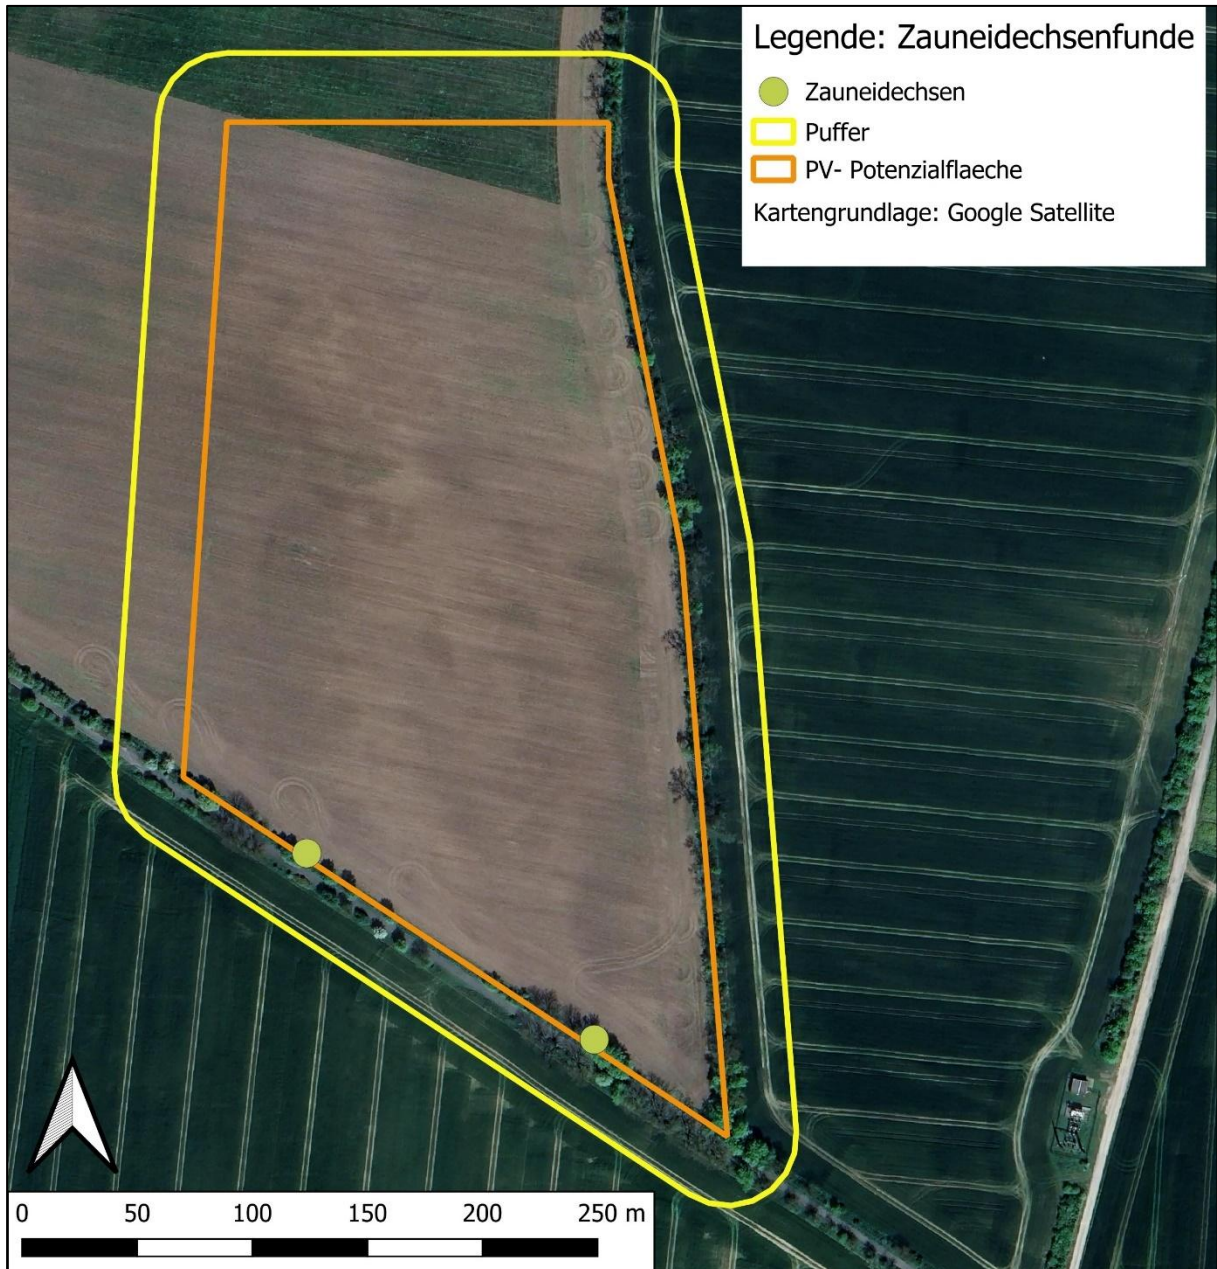 Legende: Zauneidechsenfunde
Zauneidechsen
Puffer
PV- Potenzialflaeche
Kartengrundlage: Google Satellite
0 50 100 150 200 250 m